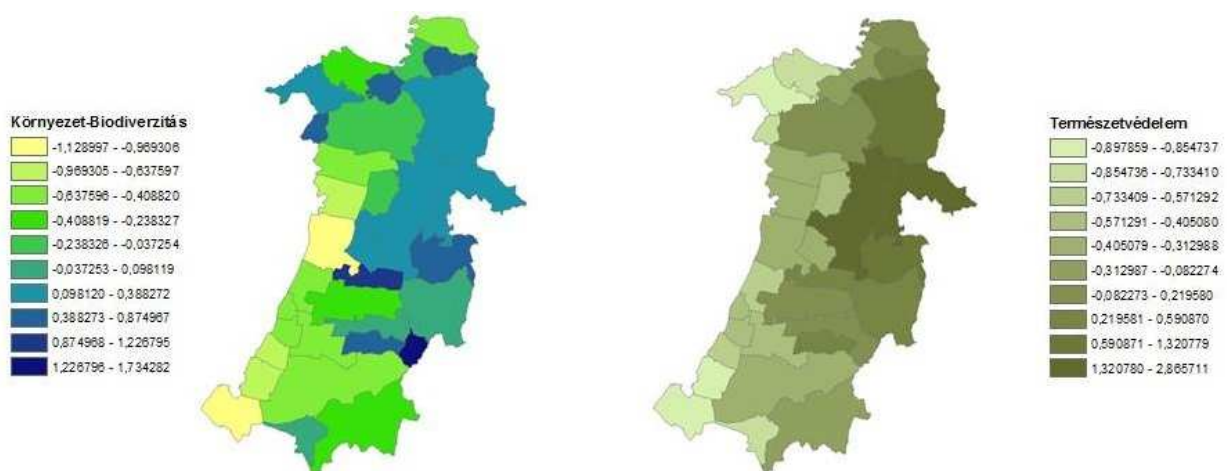 Környezet-Biodiverzitás
-1,128997 - -0,969306
-0,969305 - -0,637597
-0,637596 - -0,408820
-0,408819 - -0,238327
-0,238326 - -0,037254
-0,037253 - 0,098119
0,098120 - 0,388272
0,388273 - 0,874967
0,874968 - 1,226795
1,226796 - 1,734282
Természetvédelem
-0,897859 - -0,854737
-0,854736 - -0,733410
-0,733409 - -0,571292
-0,571291 - -0,405080
-0,405079 - -0,312988
-0,312987 - -0,082274
-0,082273 - 0,219580
0,219581 - 0,590870
0,590871 - 1,320779
1,320780 - 2,865711